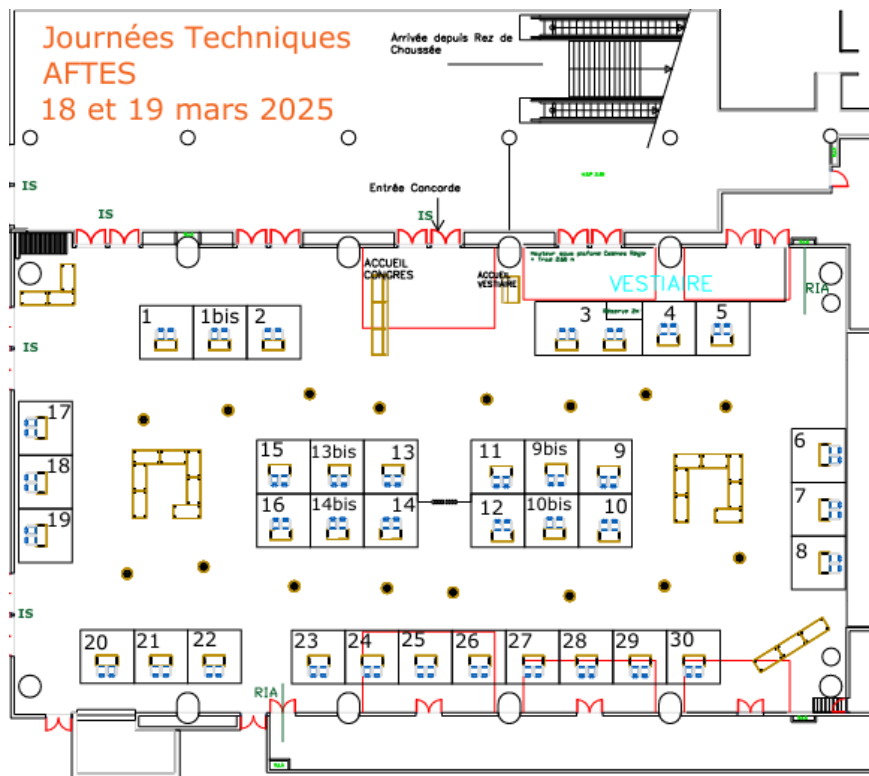 Journées Techniques
AFTES
18 et 19 mars 2025
Arrivée depuis Rez de
Chaussée
IS
IS
Entrée Concorde
IS
ACCUEIL
CONGRES
ACCUEIL
VESTIAIRE
VESTIAIRE
RIA
1
1bis
2
3
Réserve 2m
4
5
IS
17
18
19
15
13bis
13
16
14bis
14
11
9bis
9
12
10bis
10
6
7
8
IS
20
21
22
23
24
25
26
27
28
29
30
RIA